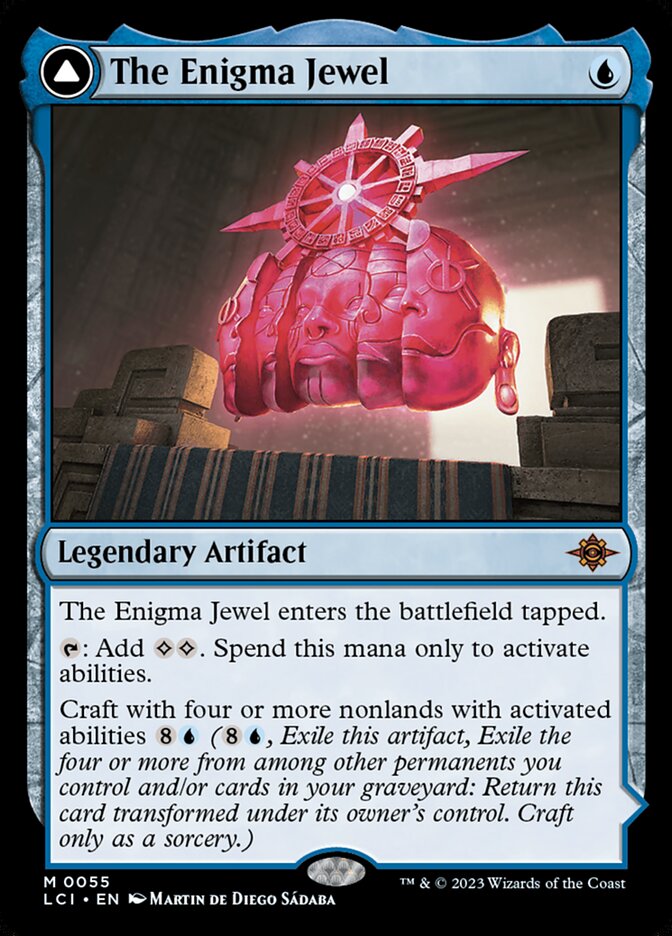 The Enigma Jewel
Legendary Artifact
The Enigma Jewel enters the battlefield tapped.
: Add . Spend this mana only to activate
abilities.
Craft with four or more nonlands with activated
abilities 8 (8, Exile this artifact, Exile the
four or more from among other permanents you
control and/or cards in your graveyard: Return this
card transformed under its owner's control. Craft
only as a sorcery.)
M 0055
LCI • EN Martin de Diego Sádaba
™ & © 2023 Wizards of the Coast